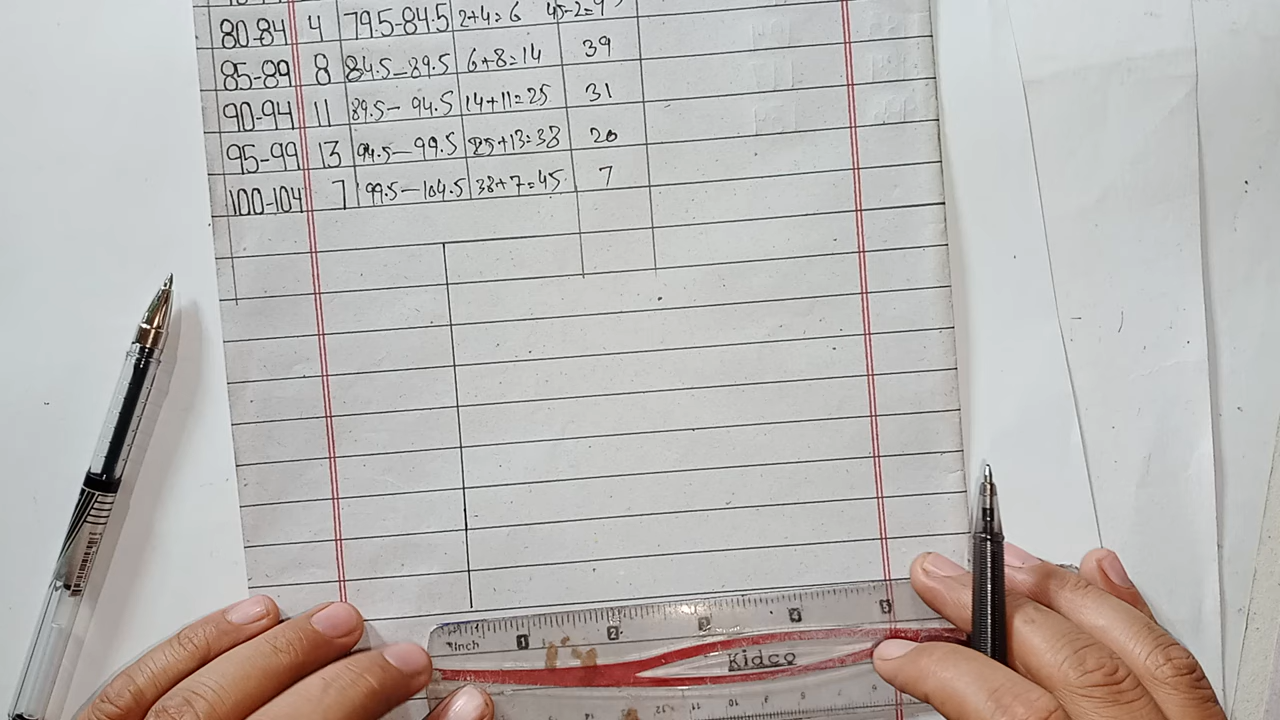 80-84 4 79.5-84.5 2+4=6 45-2=
85-89 8 84.5-89.5 6+8=14 39
90-94 11 89.5-94.5 14+11=25 31
95-99 13 94.5-99.5 25+13=38 20
100-104 7 99.5-104.5 38+7=45 7
Inch 1 2 3 4 5
Kidco